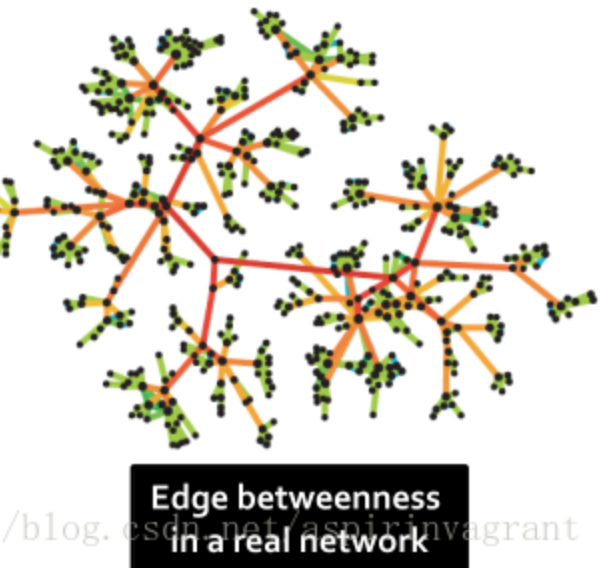 Edge betweenness
/blog.csdn.net/aspirinvagrant
in a real network